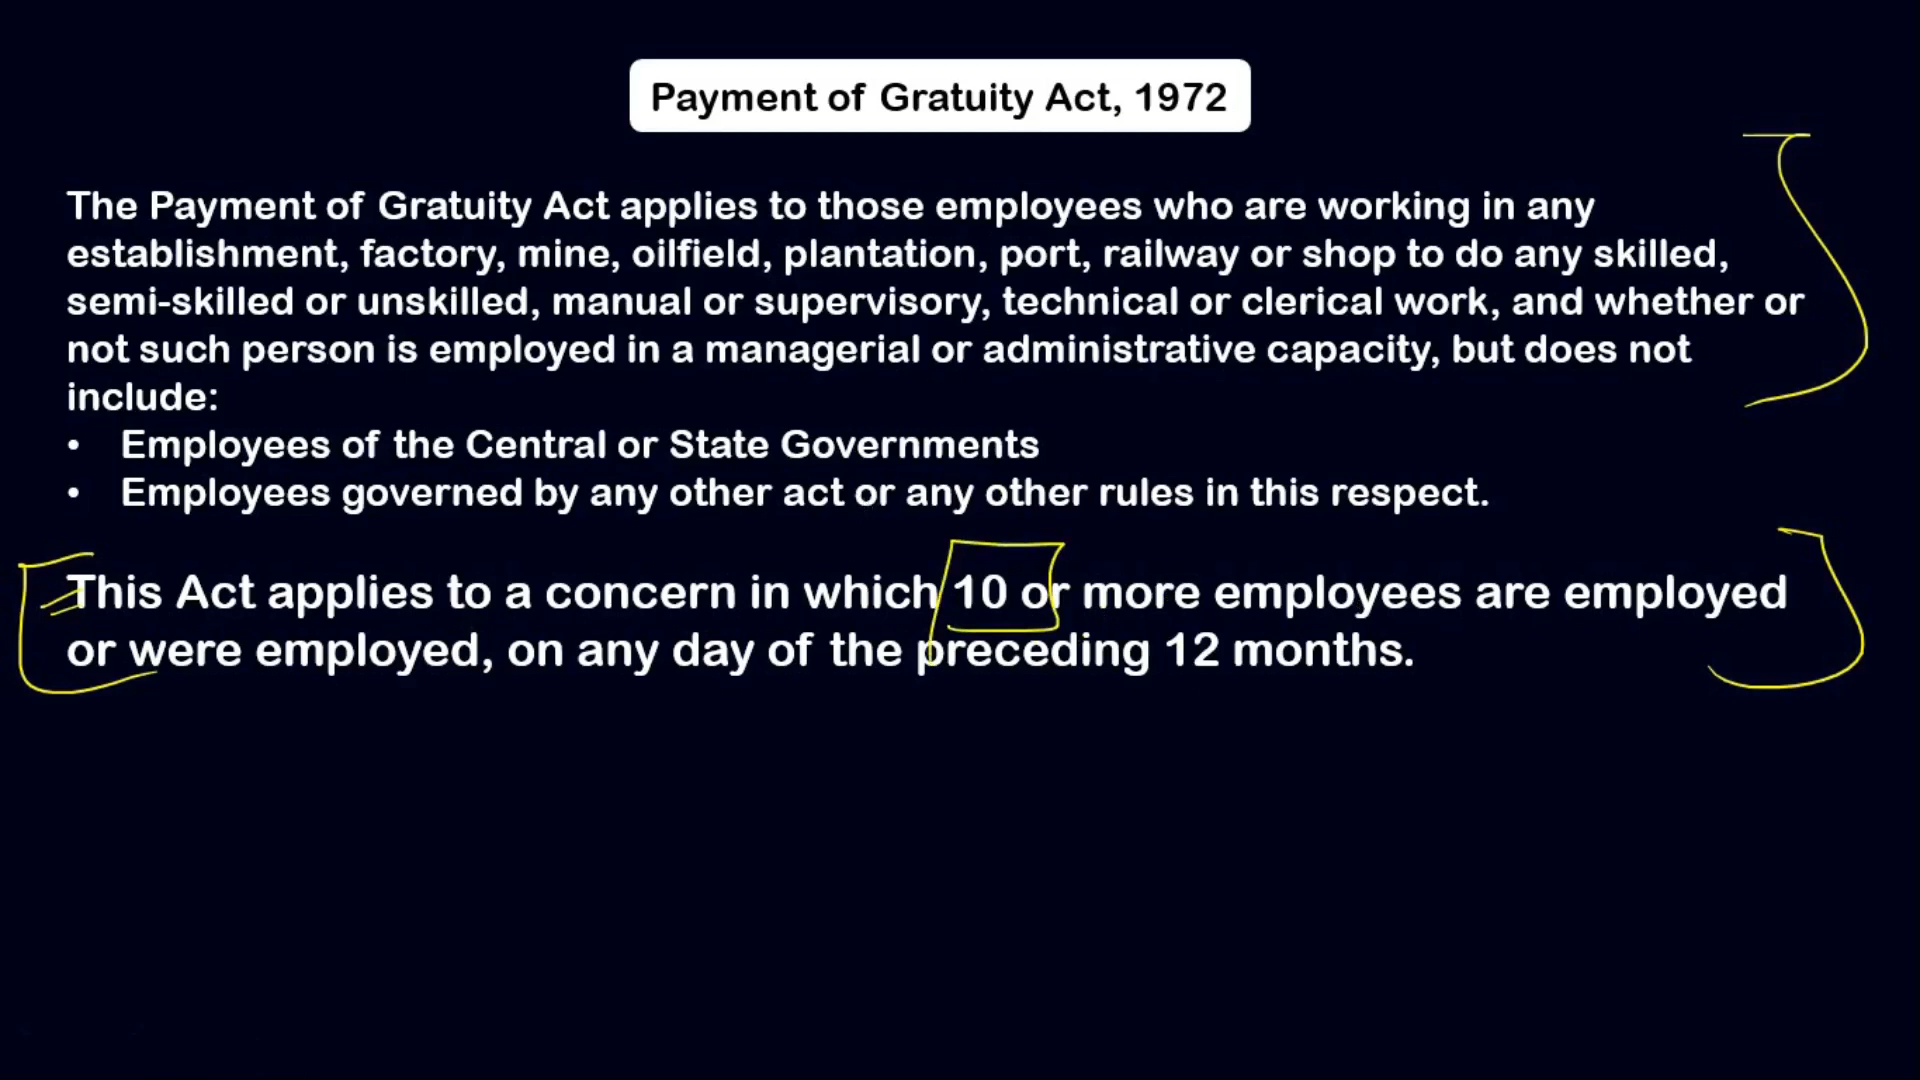 Payment of Gratuity Act, 1972
The Payment of Gratuity Act applies to those employees who are working in any
establishment, factory, mine, oilfield, plantation, port, railway or shop to do any skilled,
semi-skilled or unskilled, manual or supervisory, technical or clerical work, and whether or
not such person is employed in a managerial or administrative capacity, but does not
include:
• Employees of the Central or State Governments
• Employees governed by any other act or any other rules in this respect.
This Act applies to a concern in which 10 or more employees are employed
or were employed, on any day of the preceding 12 months.